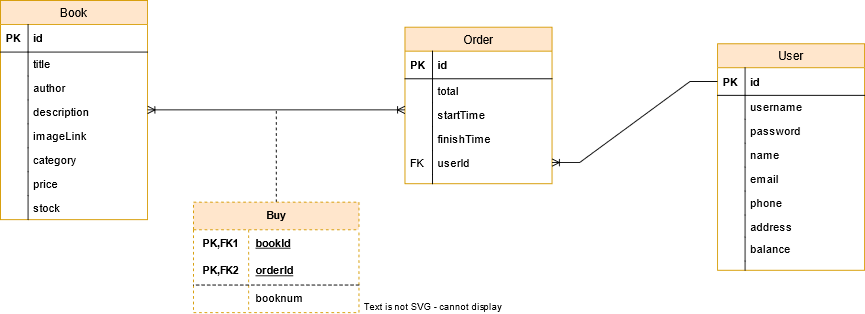 Book
PK id
title
author
description
imageLink
category
price
stock
Order
PK id
total
startTime
finishTime
FK userId
User
PK id
username
password
name
email
phone
address
balance
Buy
PK,FK1 bookId
PK,FK2 orderId
booknum
Text is not SVG - cannot display